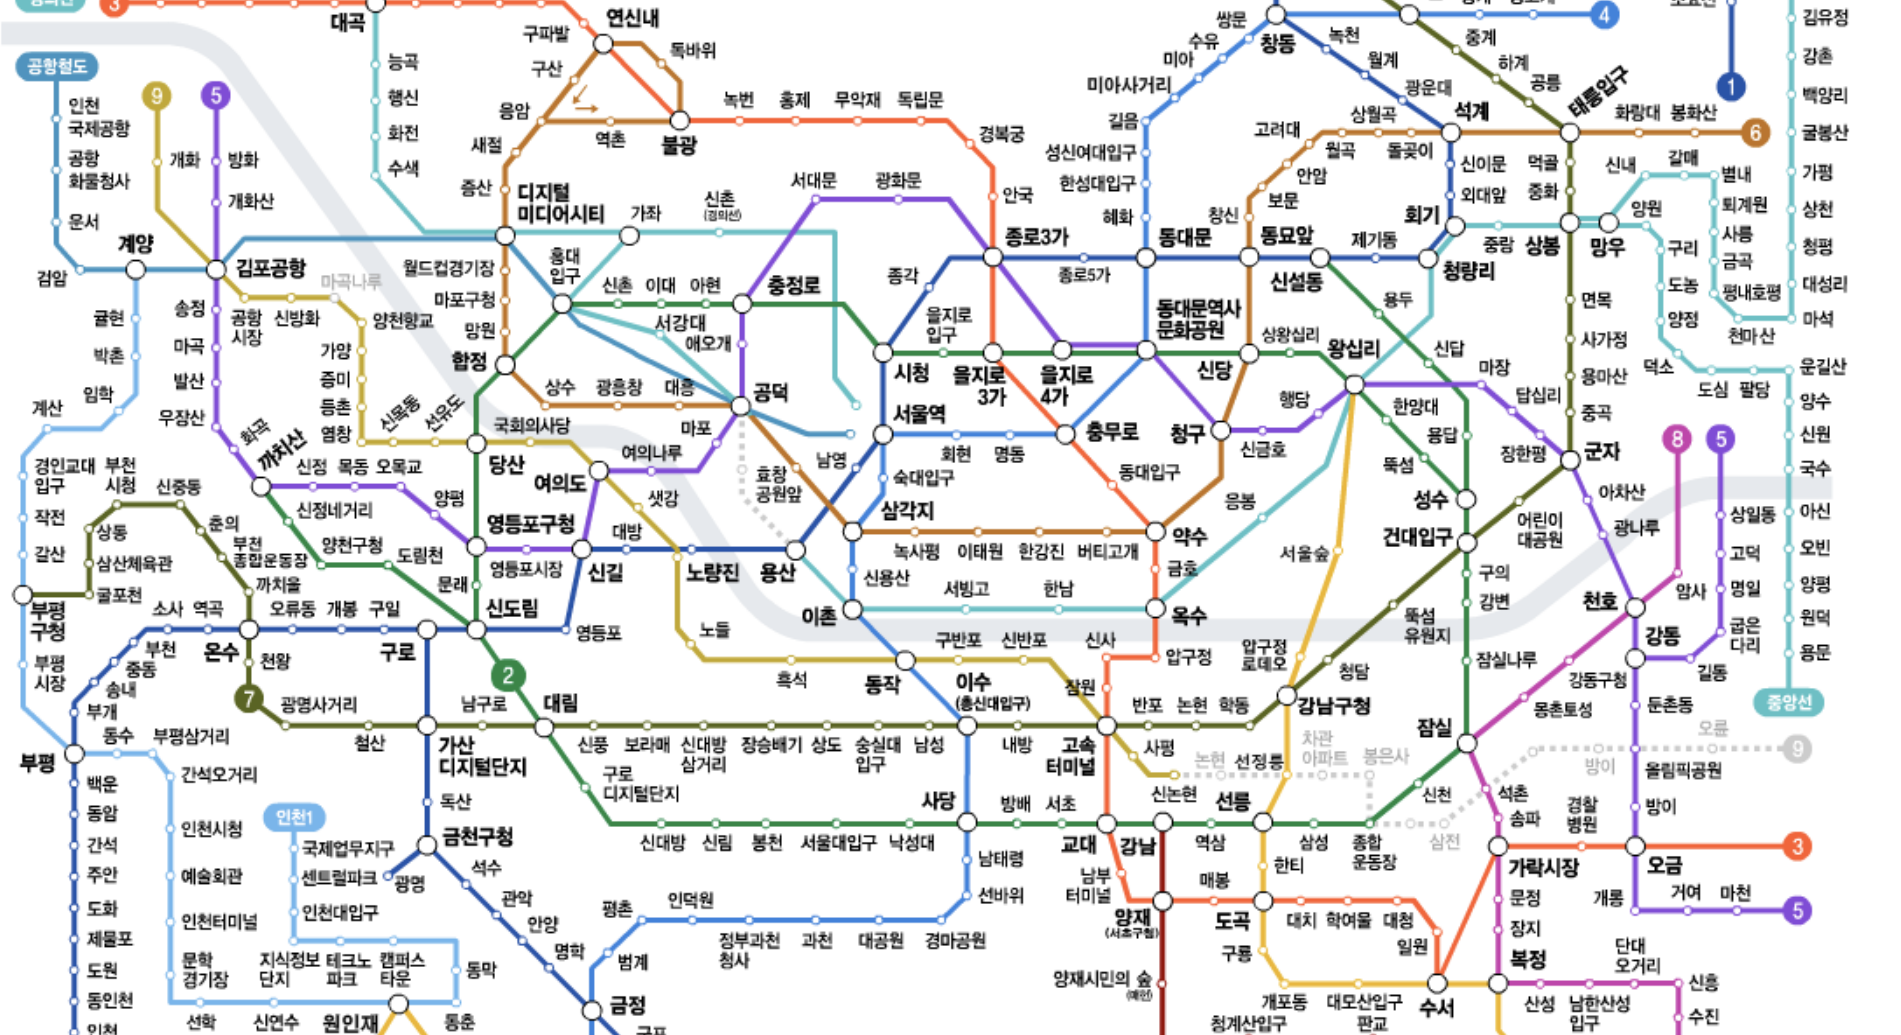 경의선
3
대곡
연신내
구파발
독바위
구산
쌍문
창동
4
수유
녹천
중계
1
김유정
공항철도
능곡
미아
월계
하계
강촌
9
5
행신
응암
녹번
홍제
무악재
독립문
미아사거리
광운대
공릉
태릉입구
백양리
인천
국제공항
개화
방화
화전
역촌
불광
경복궁
길음
석계
상월곡
고려대
화랑대
봉화산
6
굴봉산
공항
화물청사
수색
새절
성신여대입구
월곡
돌곶이
신이문
먹골
신내
갈매
별내
가평
개화산
증산
디지털
미디어시티
가좌
신촌
(경의선)
서대문
광화문
안국
한성대입구
안암
보문
외대앞
중화
운서
혜화
창신
회기
양원
퇴계원
상천
계양
김포공항
홍대
입구
종로3가
동대문
동묘앞
제기동
중랑
상봉
망우
구리
사릉
청평
검암
마곡나루
월드컵경기장
신촌
이대
아현
충정로
종각
종로5가
신설동
청량리
도농
금곡
대성리
귤현
송정
공항
시장
신방화
양천향교
마포구청
서강대
애오개
을지로
입구
동대문역사
문화공원
용두
면목
평내호평
마석
박촌
마곡
가양
망원
상왕십리
왕십리
신답
사가정
양정
천마산
임학
발산
증미
합정
시청
을지로
3가
을지로
4가
신당
마장
용마산
덕소
운길산
계산
우장산
등촌
상수
광흥창
대흥
공덕
서울역
행당
한양대
답십리
중곡
도심
팔당
양수
화곡
까치산
염창
신목동
선유도
국회의사당
마포
충무로
청구
신금호
용답
장한평
군자
8
5
신원
경인교대
입구
부천
시청
신중동
신정
목동
오목교
당산
여의나루
여의도
효창
공원앞
남영
숙대입구
회현
명동
동대입구
뚝섬
성수
아차산
국수
작전
상동
춘의
신정네거리
양평
영등포구청
샛강
삼각지
응봉
어린이
대공원
광나루
상일동
아신
갈산
삼산체육관
부천
종합운동장
양천구청
도림천
대방
녹사평
이태원
한강진
버티고개
약수
서울숲
건대입구
고덕
오빈
부평
구청
굴포천
까치울
문래
영등포시장
신길
노량진
용산
신용산
서빙고
한남
금호
구의
천호
암사
명일
양평
소사
역곡
오류동
개봉
구일
신도림
이촌
옥수
강변
뚝섬
유원지
강동
굽은
다리
원덕
부평
시장
부천
중동
송내
온수
천왕
구로
영등포
노들
구반포
신반포
신사
압구정
압구정
로데오
잠실나루
길동
용문
7
2
흑석
동작
이수
(총신대입구)
잠원
청담
강동구청
중앙선
부개
광명사거리
남구로
대림
반포
논현
학동
강남구청
몽촌토성
둔촌동
동수
부평삼거리
철산
가산
디지털단지
신풍
보라매
신대방
삼거리
장승배기
상도
숭실대
입구
남성
내방
고속
터미널
사평
논현
선정릉
차관
아파트
봉은사
잠실
오륜
9
부평
백운
간석오거리
구로
디지털단지
신논현
방이
올림픽공원
동암
인천시청
인천1
독산
사당
방배
서초
선릉
신천
석촌
경찰
병원
방이
간석
국제업무지구
금천구청
신대방
신림
봉천
서울대입구
낙성대
교대
강남
역삼
삼성
종합
운동장
삼전
송파
주안
예술회관
센트럴파크
광명
석수
남태령
남부
터미널
매봉
한티
가락시장
오금
3
도화
인천터미널
인천대입구
관악
선바위
양재
(서초구청)
도곡
대치
학여울
대청
문정
개롱
거여
마천
5
제물포
안양
평촌
인덕원
일원
장지
도원
문학
경기장
지식정보
단지
테크노
파크
캠퍼스
타운
동막
명학
범계
정부과천
청사
과천
대공원
경마공원
양재시민의 숲
(매헌)
구룡
복정
단대
오거리
신흥
동인천
선학
신연수
원인재
동춘
금정
개포동
대모산입구
수서
산성
남한산성
입구
수진
인천
청계산입구
판교